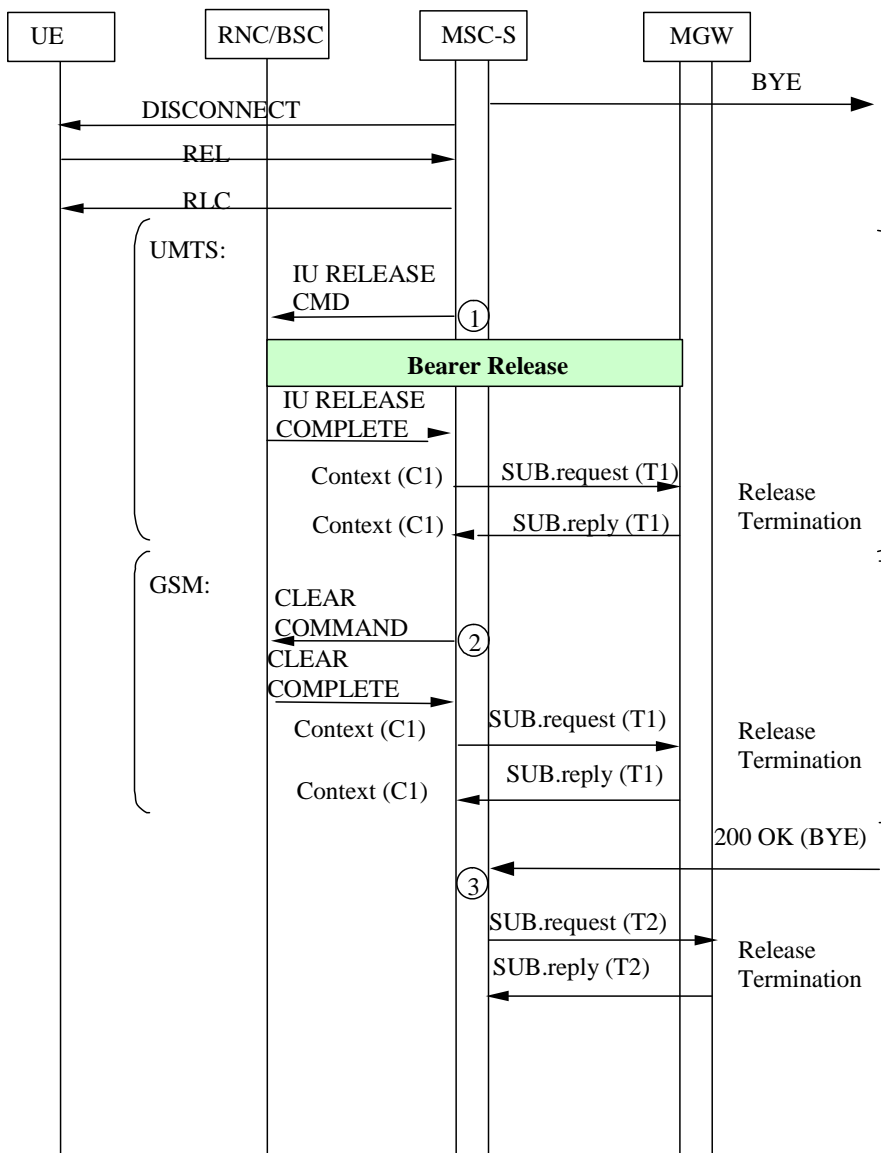 UE
RNC/BSC
MSC-S
MGW
BYE
DISCONNECT
REL
RLC
UMTS:
IU RELEASE
CMD
1
Bearer Release
IU RELEASE
COMPLETE
Context (C1)
SUB.request (T1)
Context (C1)
SUB.reply (T1)
Release
Termination
GSM:
CLEAR
COMMAND
2
CLEAR
COMPLETE
Context (C1)
SUB.request (T1)
Context (C1)
SUB.reply (T1)
Release
Termination
200 OK (BYE)
3
SUB.request (T2)
SUB.reply (T2)
Release
Termination